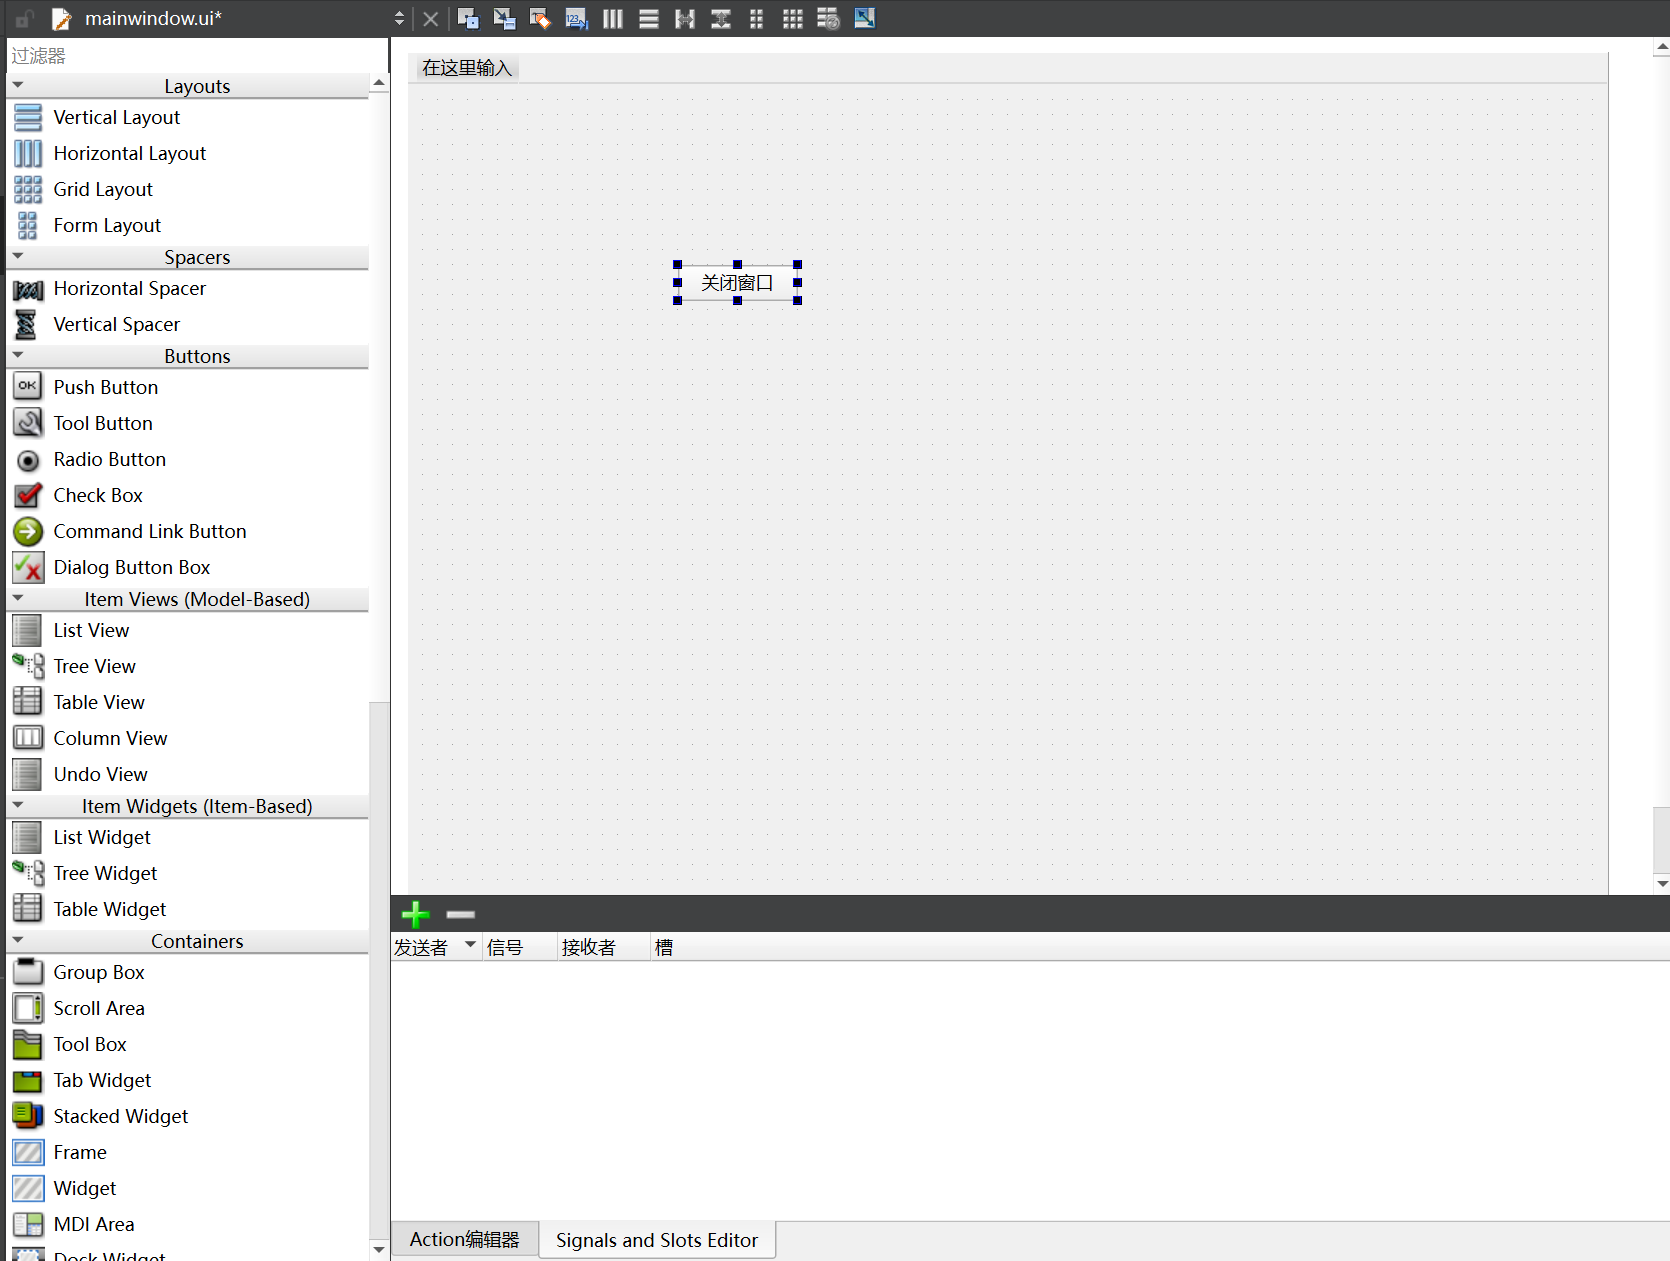 mainwindow.ui*
过滤器
Layouts
Vertical Layout
Horizontal Layout
Grid Layout
Form Layout
Spacers
Horizontal Spacer
Vertical Spacer
Buttons
OK
Push Button
Tool Button
Radio Button
Check Box
Command Link Button
Dialog Button Box
Item Views (Model-Based)
List View
Tree View
Table View
Column View
Undo View
Item Widgets (Item-Based)
List Widget
Tree Widget
Table Widget
Containers
Group Box
Scroll Area
Tool Box
Tab Widget
Stacked Widget
Frame
Widget
MDI Area
Dock Widget
在这里输入
关闭窗口
发送者
信号
接收者
槽
Action编辑器
Signals and Slots Editor